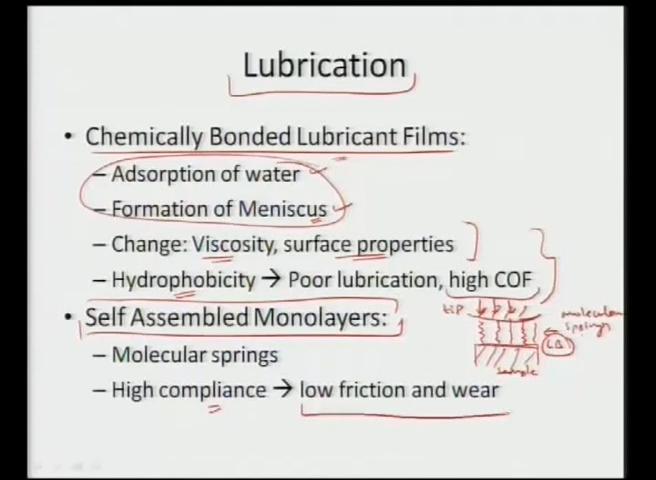 Lubrication
• Chemically Bonded Lubricant Films:
– Adsorption of water
– Formation of Meniscus
– Change: Viscosity, surface properties
– Hydrophobicity → Poor lubrication, high COF
tip
molecular
springs
• Self Assembled Monolayers:
sample
– Molecular springs
– High compliance → low friction and wear